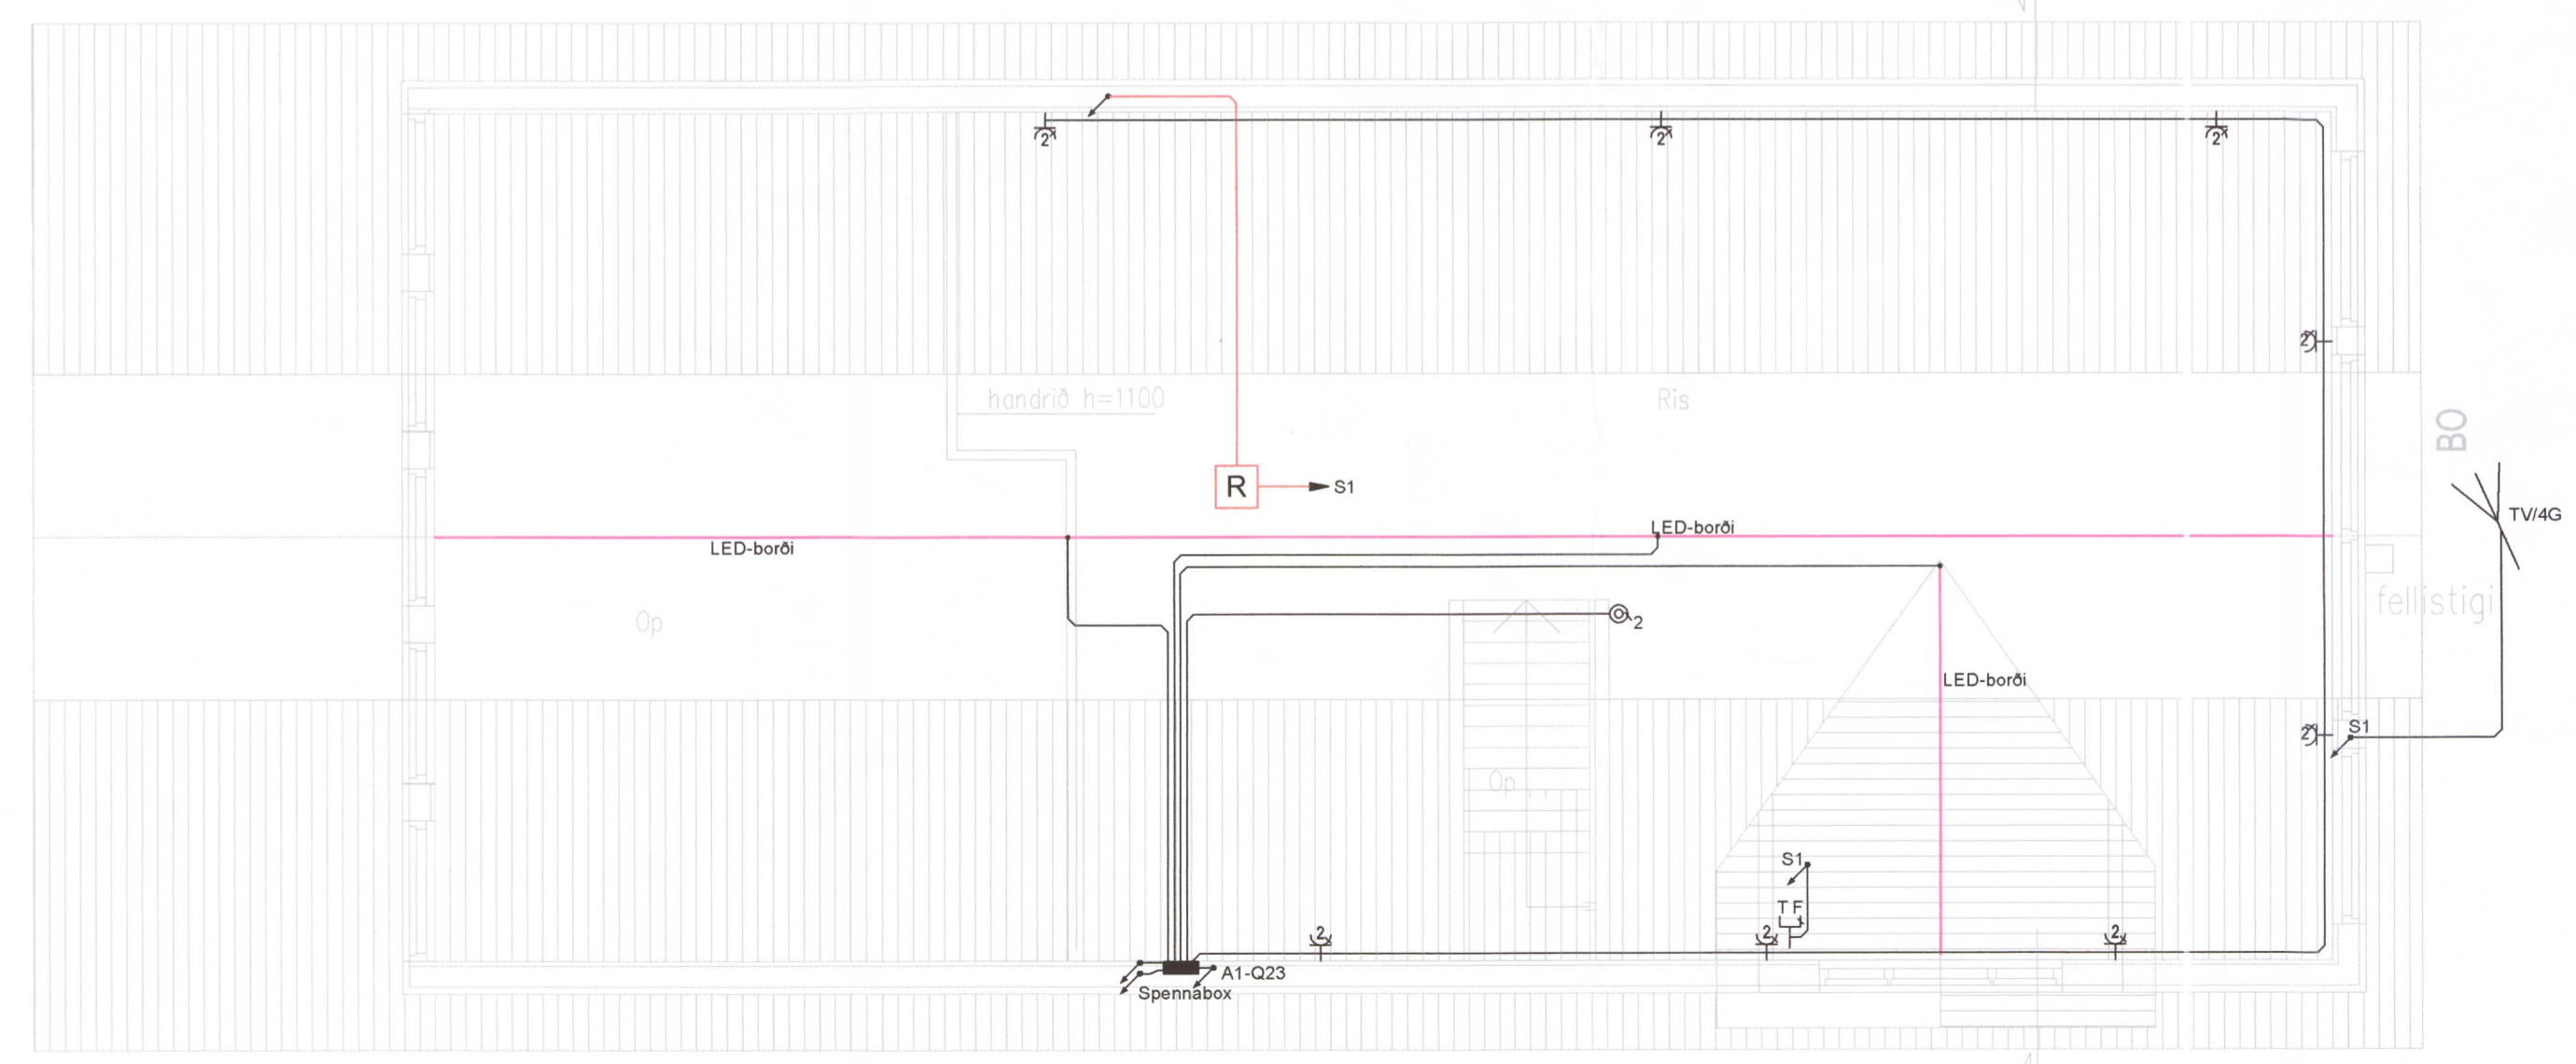 2
2
2
2
handrið h=1100
Ris
BO
R
S1
TV/4G
LED-borði
LED-borði
fellistigi
Op
2
LED-borði
S1
2
Op
S1
T F
2
2
2
A1-Q23
Spennabox